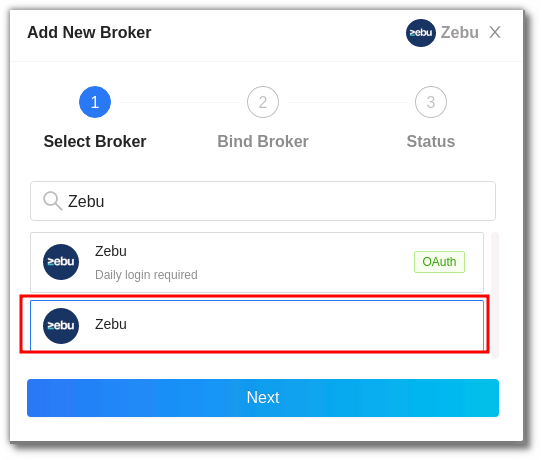 Add New Broker
zebu Zebu X
1 2 3
Select Broker Bind Broker Status
Zebu
zebu Zebu
Daily login required
OAuth
zebu Zebu
Next